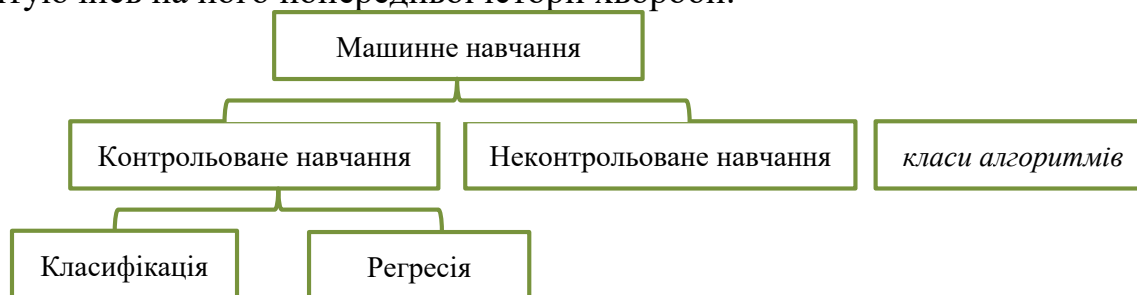 Машинне навчання
Контрольоване навчання Неконтрольоване навчання класи алгоритмів
Класифікація Регресія